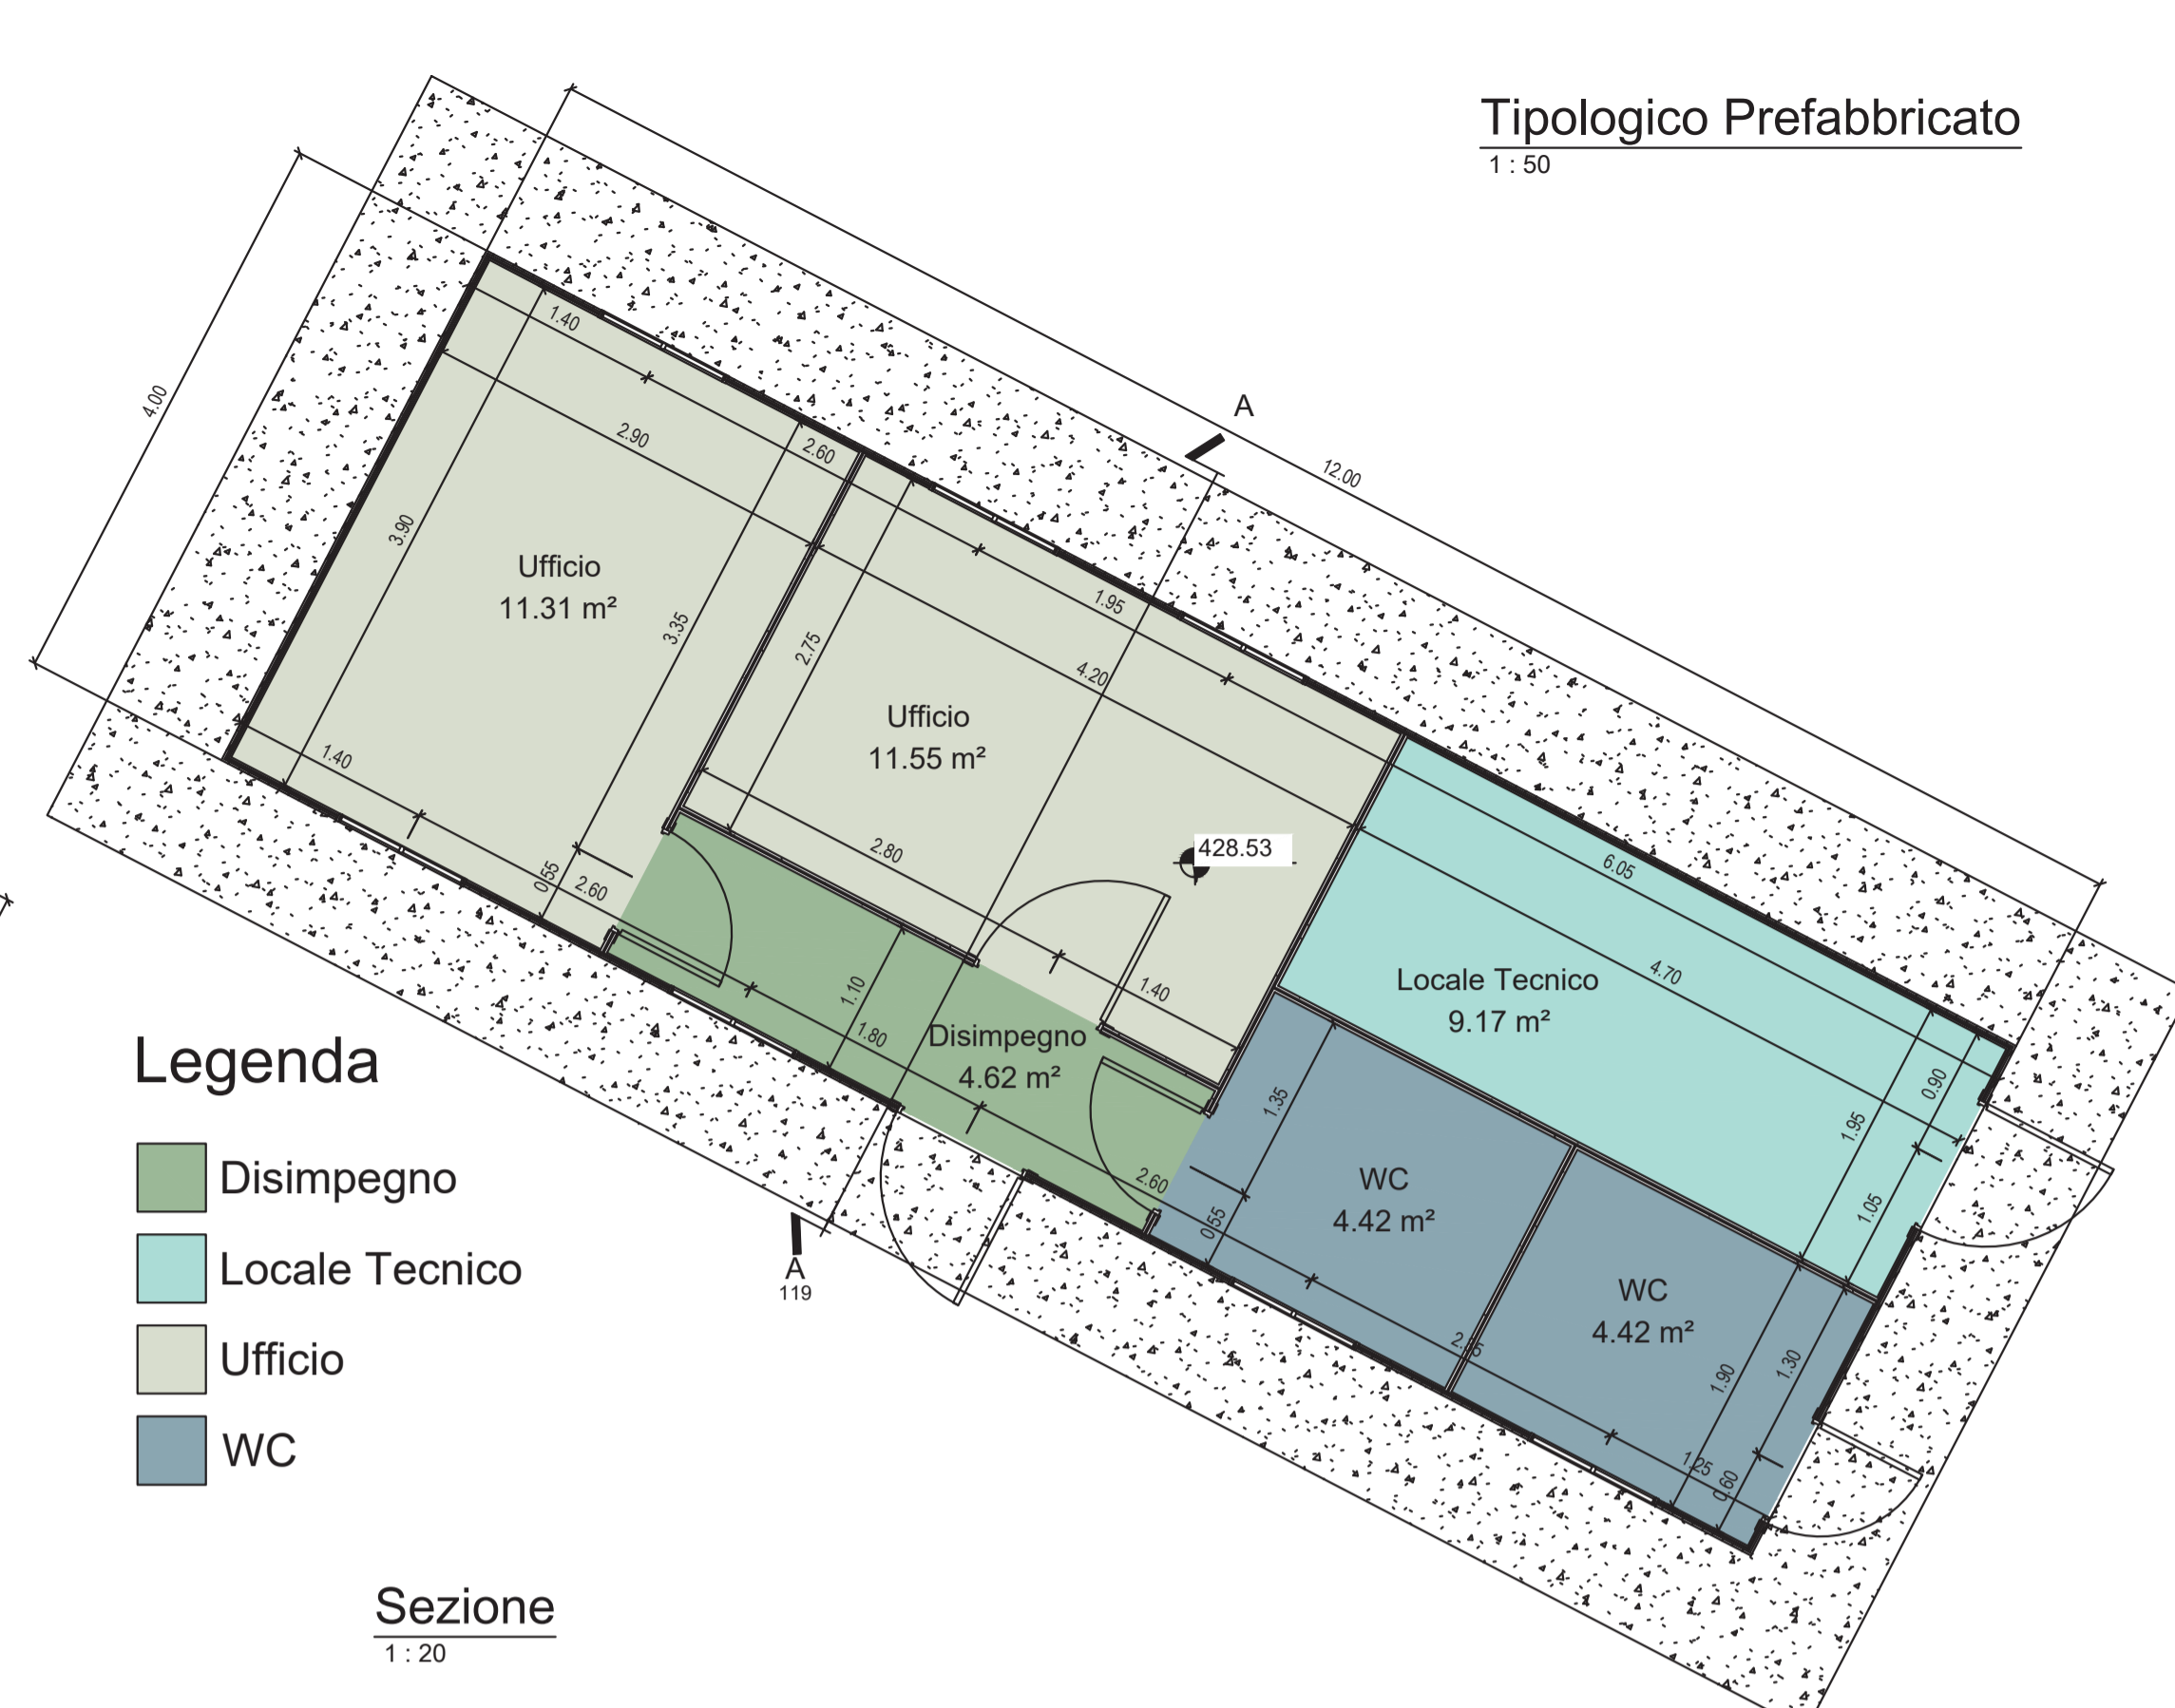 Tipologico Prefabbricato
1 : 50
4.00
12.00
A
1.40
2.60
1.95
6.05
2.90
4.20
4.70
3.90
3.35
0.55
2.75
Ufficio
11.31 m²
Ufficio
11.55 m²
428.53
1.40
2.60
2.80
1.40
1.10
1.80
2.60
Disimpegno
4.62 m²
Locale Tecnico
9.17 m²
1.95
0.90
1.05
1.35
0.55
WC
4.42 m²
WC
4.42 m²
1.90
1.30
1.25
0.60
A
119
Legenda
Disimpegno
Locale Tecnico
Ufficio
WC
Sezione
1 : 20